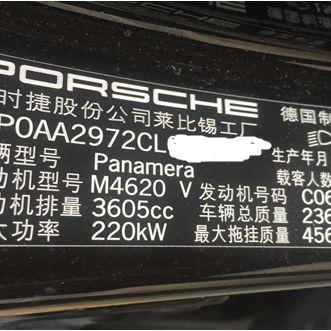 PORSCHE
时捷股份公司莱比锡工厂 德国制
P0AA2972CL
辆型号 Panamera 生产年月
动机型号 M4620 V 载客人数
动机排量 3605cc 发动机号码 C06
大功率 220kW 车辆总质量 236
最大拖挂质量 456